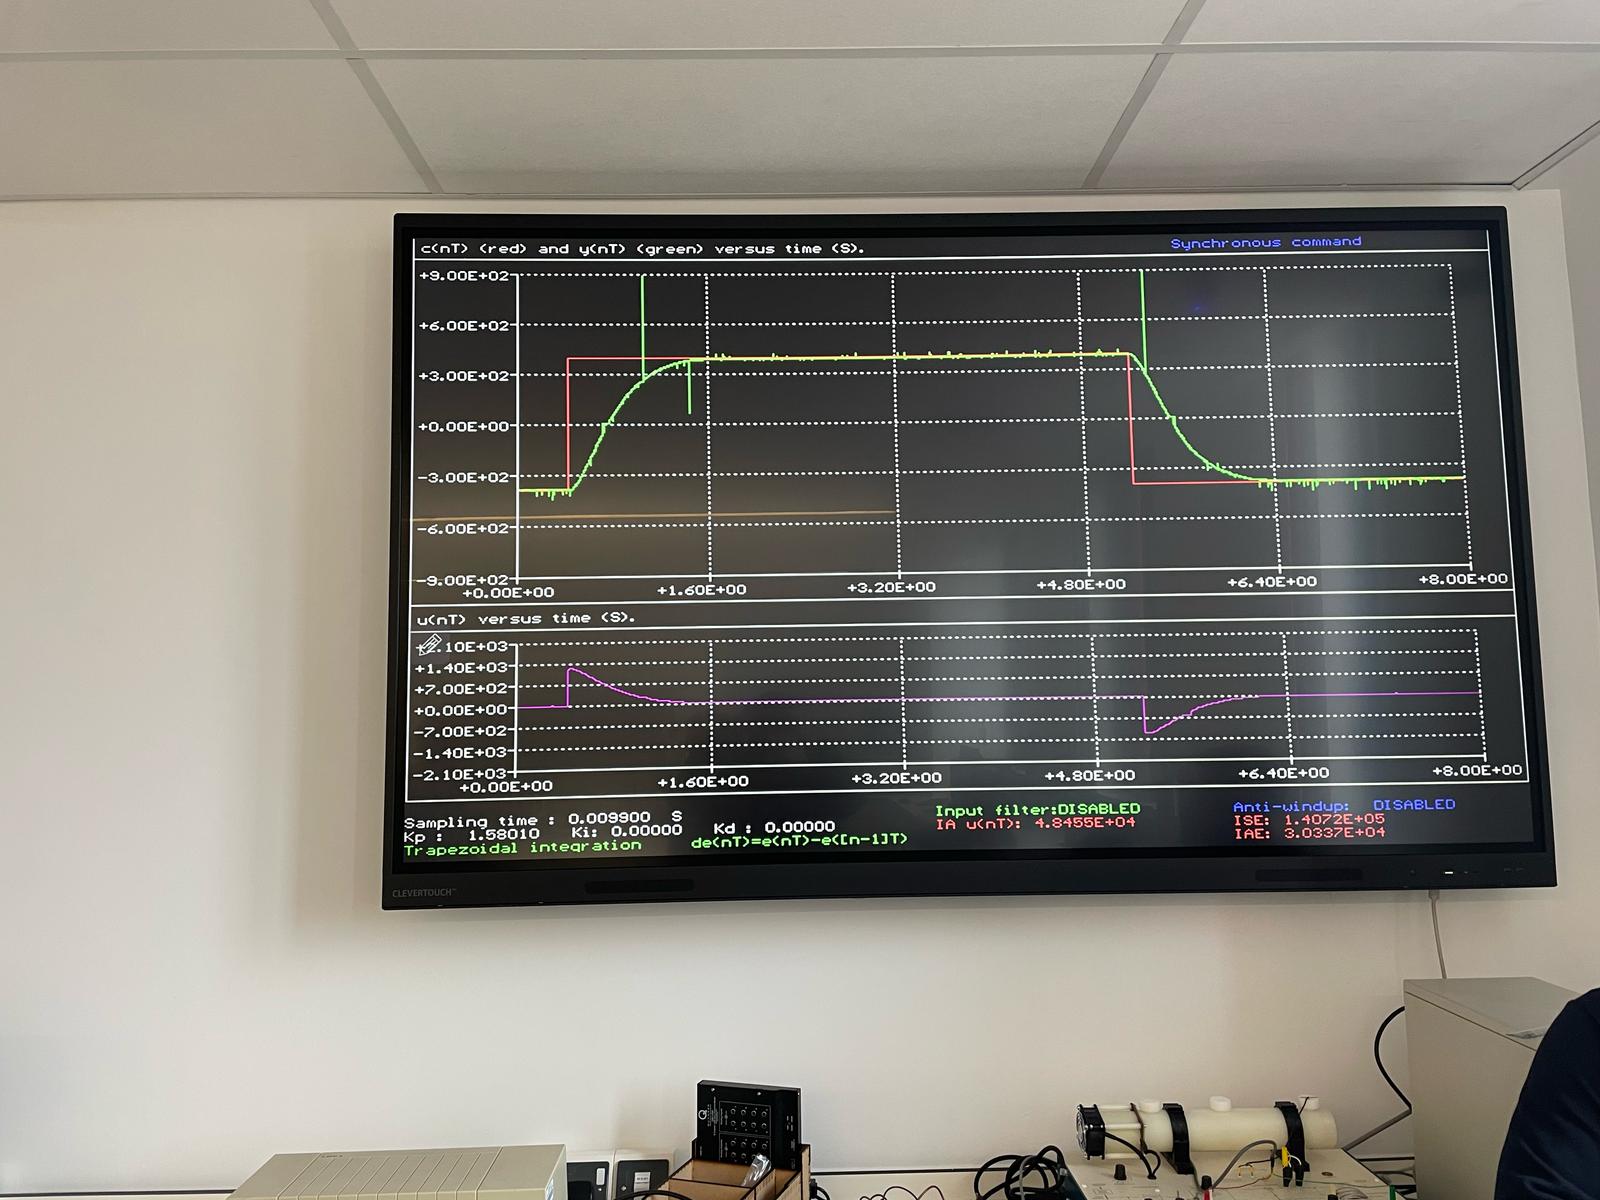 c(nT) (red) and y(nT) (green) versus time (S).
Synchronous command
+9.00E+02
+6.00E+02
+3.00E+02
+0.00E+00
-3.00E+02
-6.00E+02
-9.00E+02
+0.00E+00 +1.60E+00 +3.20E+00 +4.80E+00 +6.40E+00 +8.00E+00
u(nT) versus time (S).
+2.10E+03
+1.40E+03
+7.00E+02
+0.00E+00
-7.00E+02
-1.40E+03
-2.10E+03
+0.00E+00 +1.60E+00 +3.20E+00 +4.80E+00 +6.40E+00 +8.00E+00
Sampling time : 0.009900 S
Kp : 1.58010 Ki: 0.00000 Kd : 0.00000
Trapezoidal integration de(nT)=e(nT)-e([n-1]T)
Input filter:DISABLED
IA u(nT): 4.8455E+04
Anti-windup: DISABLED
ISE: 1.4072E+05
IAE: 3.0337E+04
CLEVERTOUCH™